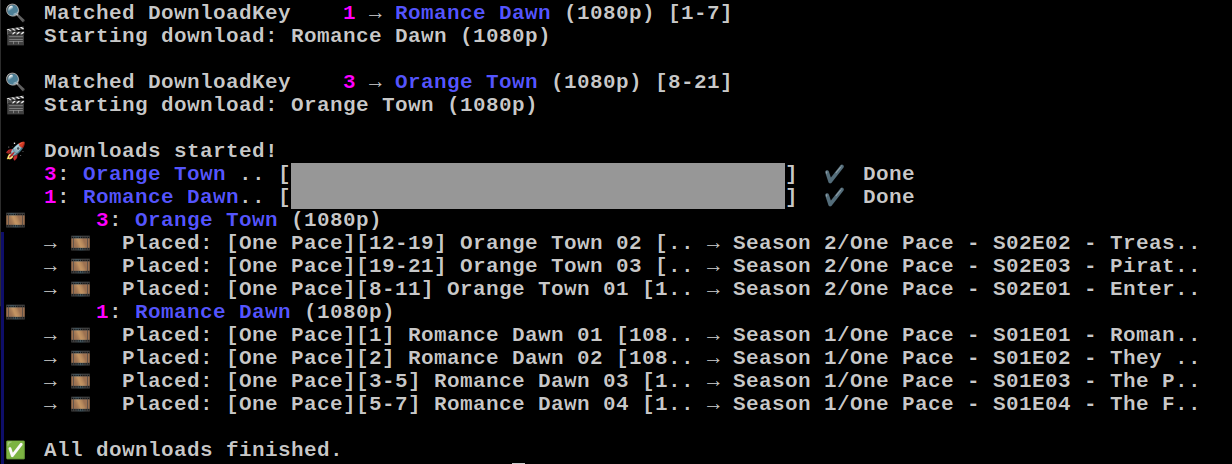 🔍 Matched DownloadKey    1 → Romance Dawn (1080p) [1-7]
🎬 Starting download: Romance Dawn (1080p)
🔍 Matched DownloadKey    3 → Orange Town (1080p) [8-21]
🎬 Starting download: Orange Town (1080p)
🚀 Downloads started!
3: Orange Town .. [                                      ]  ✔ Done
1: Romance Dawn.. [                                      ]  ✔ Done
🎞 3: Orange Town (1080p)
→ 🎞 Placed: [One Pace][12-19] Orange Town 02 [.. → Season 2/One Pace - S02E02 - Treas..
→ 🎞 Placed: [One Pace][19-21] Orange Town 03 [.. → Season 2/One Pace - S02E03 - Pirat..
→ 🎞 Placed: [One Pace][8-11] Orange Town 01 [1.. → Season 2/One Pace - S02E01 - Enter..
🎞 1: Romance Dawn (1080p)
→ 🎞 Placed: [One Pace][1] Romance Dawn 01 [108.. → Season 1/One Pace - S01E01 - Roman..
→ 🎞 Placed: [One Pace][2] Romance Dawn 02 [108.. → Season 1/One Pace - S01E02 - They ..
→ 🎞 Placed: [One Pace][3-5] Romance Dawn 03 [1.. → Season 1/One Pace - S01E03 - The P..
→ 🎞 Placed: [One Pace][5-7] Romance Dawn 04 [1.. → Season 1/One Pace - S01E04 - The F..
✅ All downloads finished.